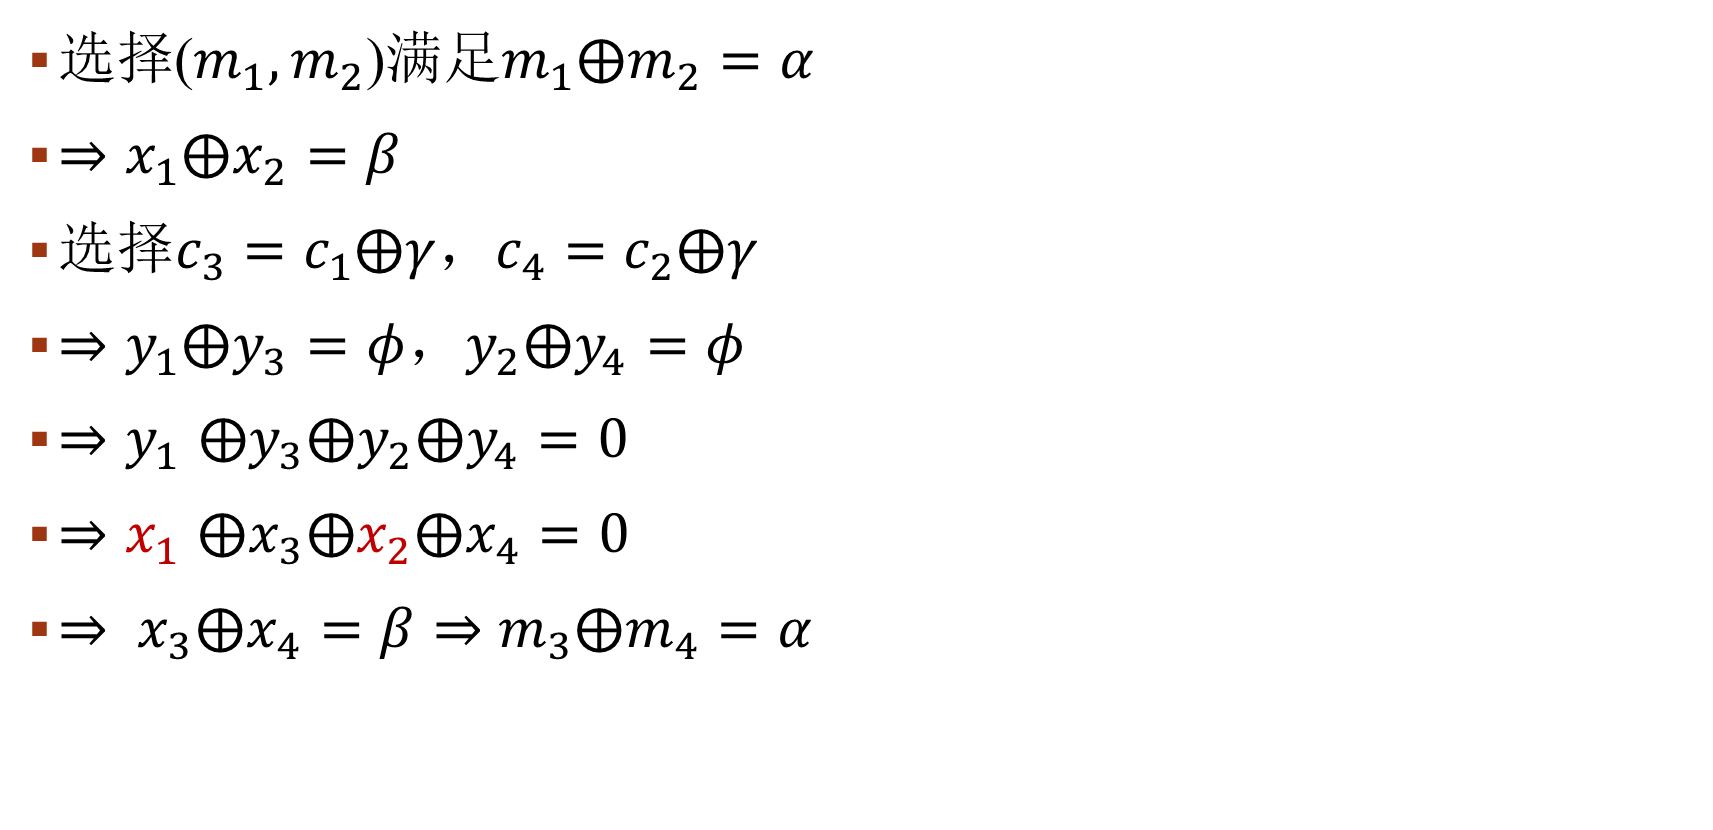 ▪选择(m₁, m₂)满足m₁⊕m₂ = α
▪⇒ x₁⊕x₂ = β
▪选择c₃ = c₁⊕γ，c₄ = c₂⊕γ
▪⇒ y₁⊕y₃ = ϕ，y₂⊕y₄ = ϕ
▪⇒ y₁ ⊕y₃⊕y₂⊕y₄ = 0
▪⇒ x₁ ⊕x₃⊕x₂⊕x₄ = 0
▪⇒ x₃⊕x₄ = β ⇒ m₃⊕m₄ = α